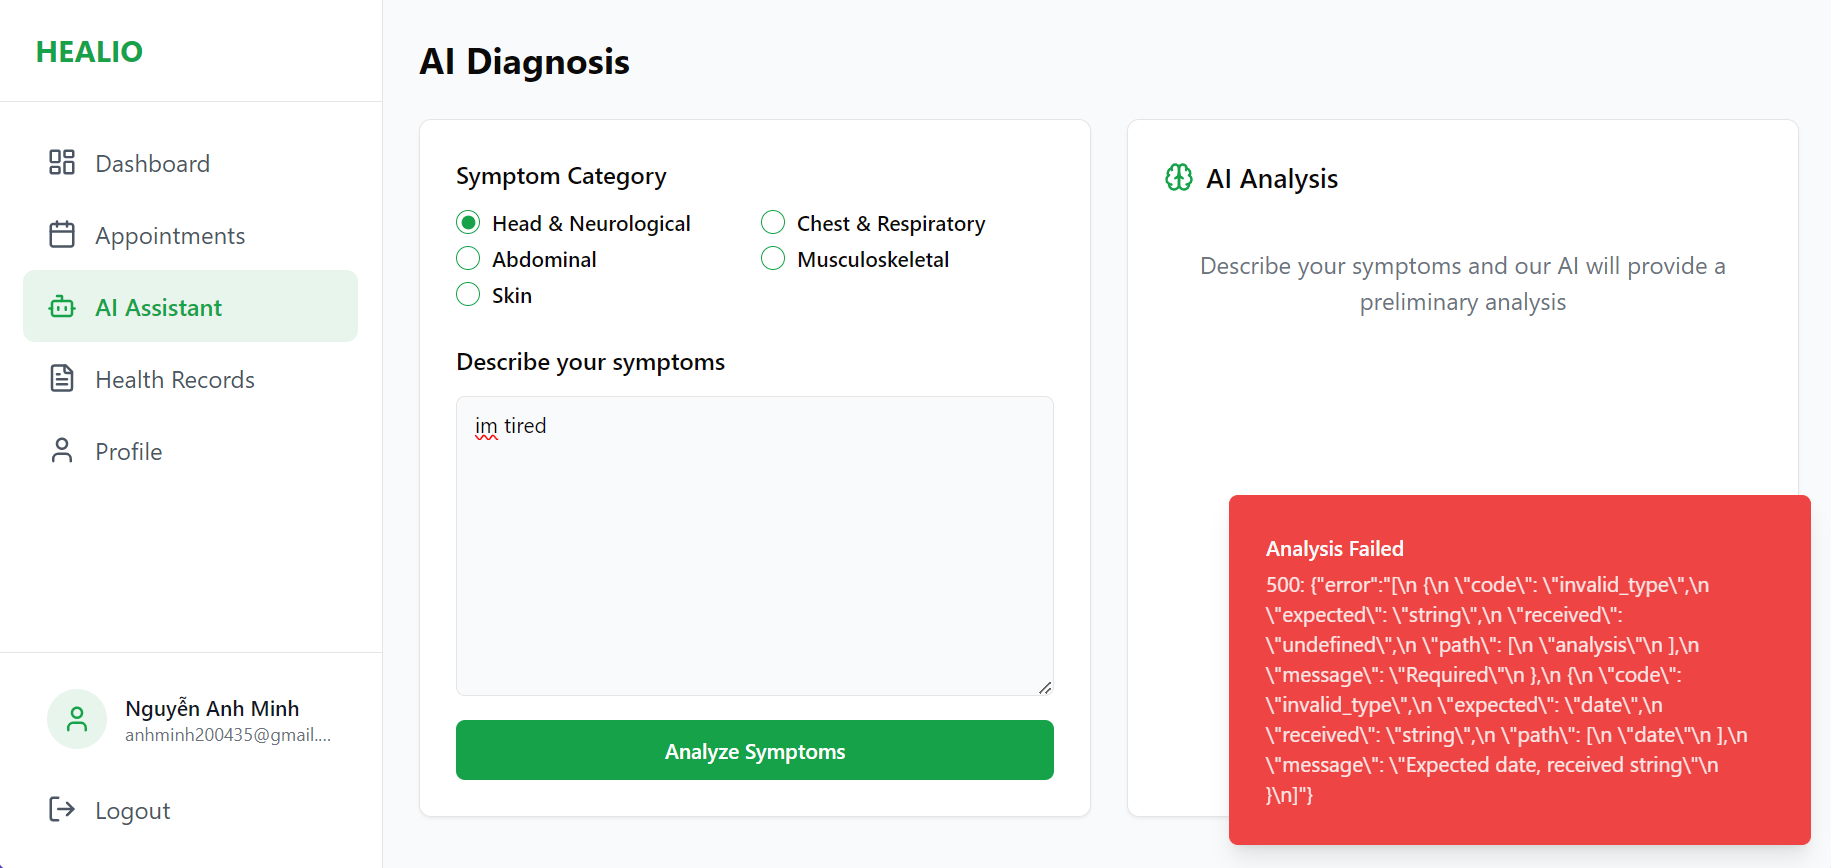 HEALIO
Dashboard
Appointments
AI Assistant
Health Records
Profile
Nguyễn Anh Minh
anhminh200435@gmail....
Logout
AI Diagnosis
Symptom Category
Head & Neurological
Chest & Respiratory
Abdominal
Musculoskeletal
Skin
Describe your symptoms
im tired
Analyze Symptoms
AI Analysis
Describe your symptoms and our AI will provide a
preliminary analysis
Analysis Failed
500: {"error":"[\n {\n \"code\": \"invalid_type\",\n
\"expected\": \"string\",\n \"received\":
\"undefined\",\n \"path\": [\n \"analysis\"\n ],\n
\"message\": \"Required\"\n },\n {\n \"code\":
\"invalid_type\",\n \"expected\": \"date\",\n
\"received\": \"string\",\n \"path\": [\n \"date\"\n ],\n
\"message\": \"Expected date, received string\"\n
}\n]"}